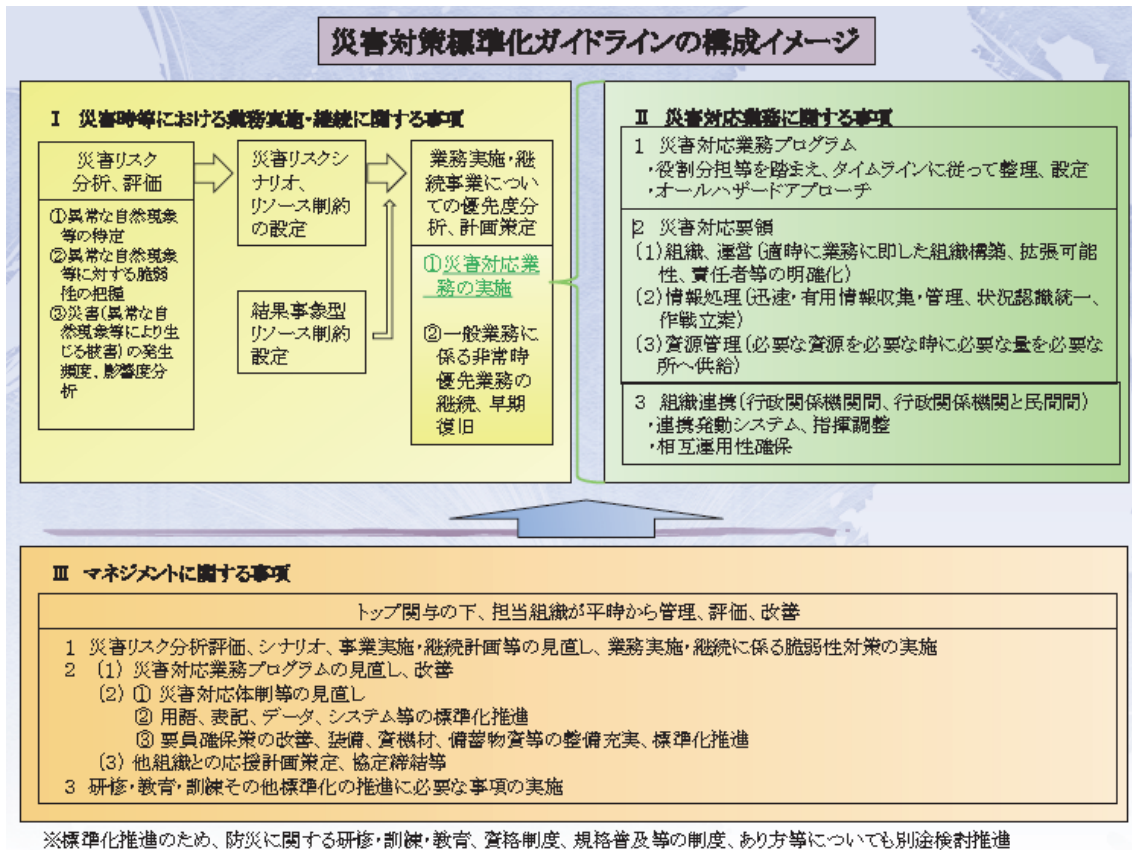 災害対策標準化ガイドラインの構成イメージ
Ⅰ 災害時等における業務実施・継続に関する事項
災害リスク
分析、評価
①異常な自然現象
等の特定
②異常な自然現象
等に対する脆弱
性の把握
③災害(異常な自
然現象等により生
じる被害)の発生
頻度、影響度分
析
災害リスクシ
ナリオ、
リソース制約
の設定
結果事象型
リソース制約
設定
業務実施・継
続事業につい
ての優先度分
析、計画策定
①災害対応業
務の実施
②一般業務に
係る非常時
優先業務の
継続、早期
復旧
Ⅱ 災害対応業務に関する事項
1 災害対応業務プログラム
・役割分担等を踏まえ、タイムラインに従って整理、設定
・オールハザードアプローチ
2 災害対応要領
(1)組織、運営(適時に業務に即した組織構築、拡張可能
性、責任者等の明確化)
(2)情報処理(迅速・有用情報収集・管理、状況認識統一、
作戦立案)
(3)資源管理(必要な資源を必要な時に必要な量を必要な
所へ供給)
3 組織連携(行政関係機関間、行政関係機関と民間間)
・連携発動システム、指揮調整
・相互運用性確保
Ⅲ マネジメントに関する事項
トップ関与の下、担当組織が平時から管理、評価、改善
1 災害リスク分析評価、シナリオ、事業実施・継続計画等の見直し、業務実施・継続に係る脆弱性対策の実施
2 (1) 災害対応業務プログラムの見直し、改善
(2) ① 災害対応体制等の見直し
② 用語、表記、データ、システム等の標準化推進
③ 要員確保策の改善、装備、資機材、備蓄物資等の整備充実、標準化推進
(3) 他組織との応援計画策定、協定締結等
3 研修・教育・訓練その他標準化の推進に必要な事項の実施
※標準化推進のため、防災に関する研修・訓練・教育、資格制度、規格普及等の制度、あり方等についても別途検討推進